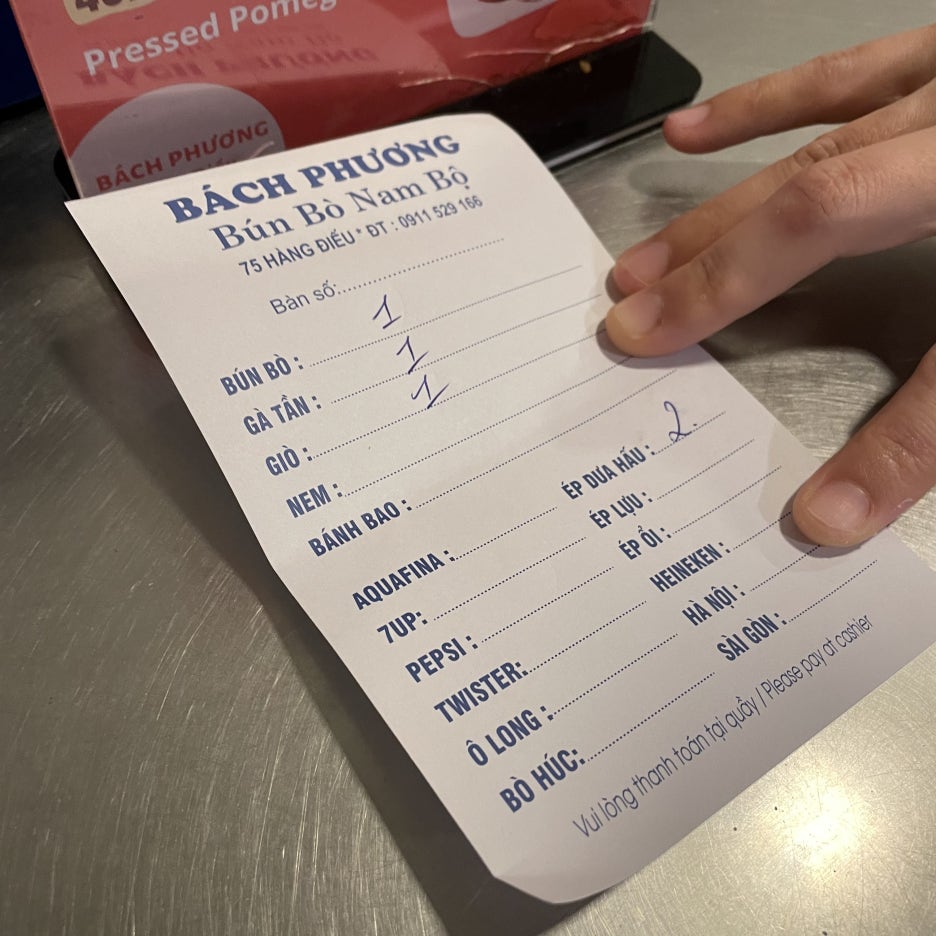 Pressed Pomeg
BÁCH PHƯƠNG
BÁCH PHƯƠNG
Bún Bò Nam Bộ
75 HÀNG ĐIẾU * ĐT : 0911 529 166
Bàn số:
BÚN BÒ : 1
GÀ TẦN : 1
GIÒ : 1
NEM :
BÁNH BAO :
AQUAFINA : ÉP DƯA HẤU : 2.
7UP: ÉP LƯU :
PEPSI : ÉP ỔI :
TWISTER: HEINEKEN :
Ô LONG : HÀ NỘI :
BÒ HÚC: SÀI GÒN :
Vui lòng thanh toán tại quầy / Please pay at cashier